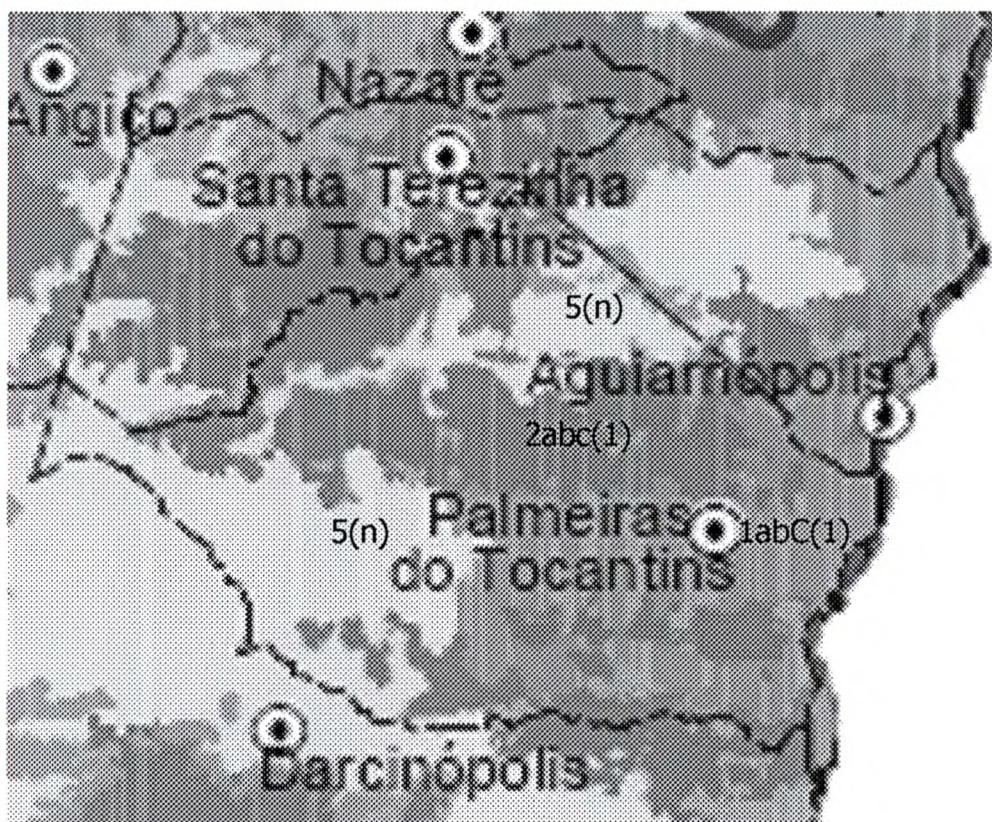 Nazaré
Angico
Santa Terezinha
do Tocantins
5(n)
Aguiarnópolis
2abc(1)
5(n)
Palmeiras
do Tocantins
1abC(1)
Darcinópolis